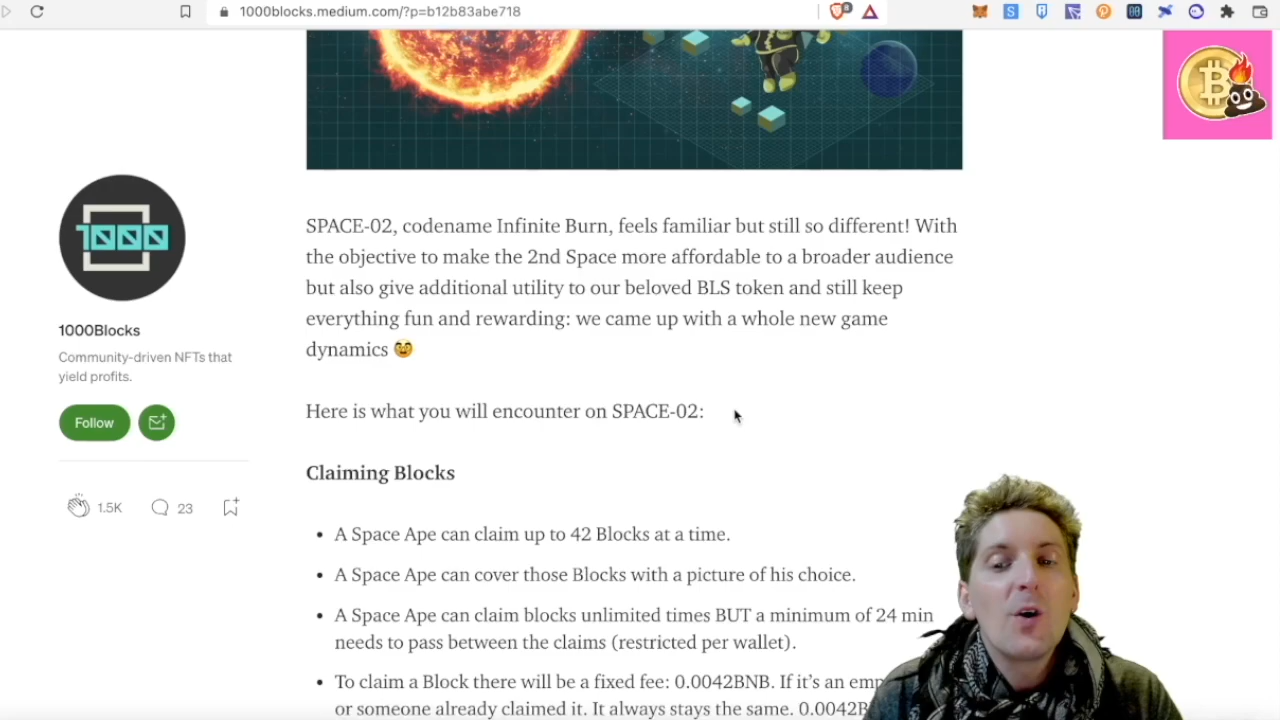 1000blocks.medium.com/?p=b12b83abe718
SPACE-02, codename Infinite Burn, feels familiar but still so different! With
the objective to make the 2nd Space more affordable to a broader audience
but also give additional utility to our beloved BLS token and still keep
everything fun and rewarding: we came up with a whole new game
dynamics
Here is what you will encounter on SPACE-02:
Claiming Blocks
• A Space Ape can claim up to 42 Blocks at a time.
• A Space Ape can cover those Blocks with a picture of his choice.
• A Space Ape can claim blocks unlimited times BUT a minimum of 24 min
needs to pass between the claims (restricted per wallet).
• To claim a Block there will be a fixed fee: 0.0042BNB. If it's an emp
or someone already claimed it. It always stays the same. 0.0042B
1000
1000Blocks
Community-driven NFTs that
yield profits.
Follow
1.5K
23